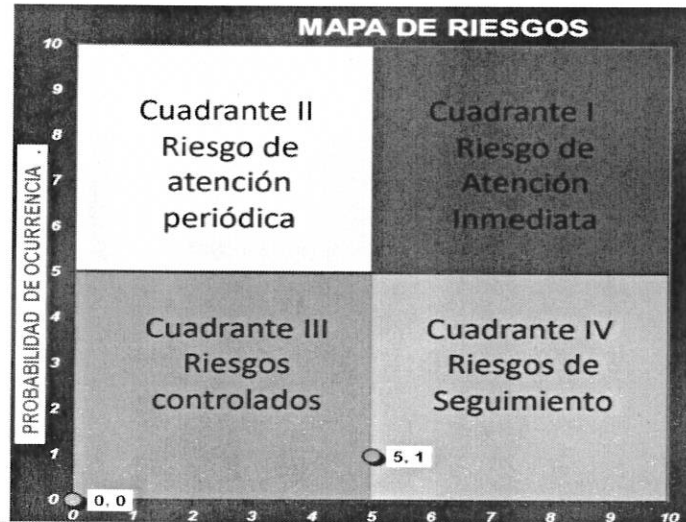 MAPA DE RIESGOS
PROBABILIDAD DE OCURRENCIA .
10
9
8
7
6
5
4
3
2
1
0
Cuadrante II
Riesgo de
atención
periódica
Cuadrante I
Riesgo de
Atención
Inmediata
Cuadrante III
Riesgos
controlados
Cuadrante IV
Riesgos de
Seguimiento
5, 1
0, 0
0 1 2 3 4 5 6 7 8 9 10